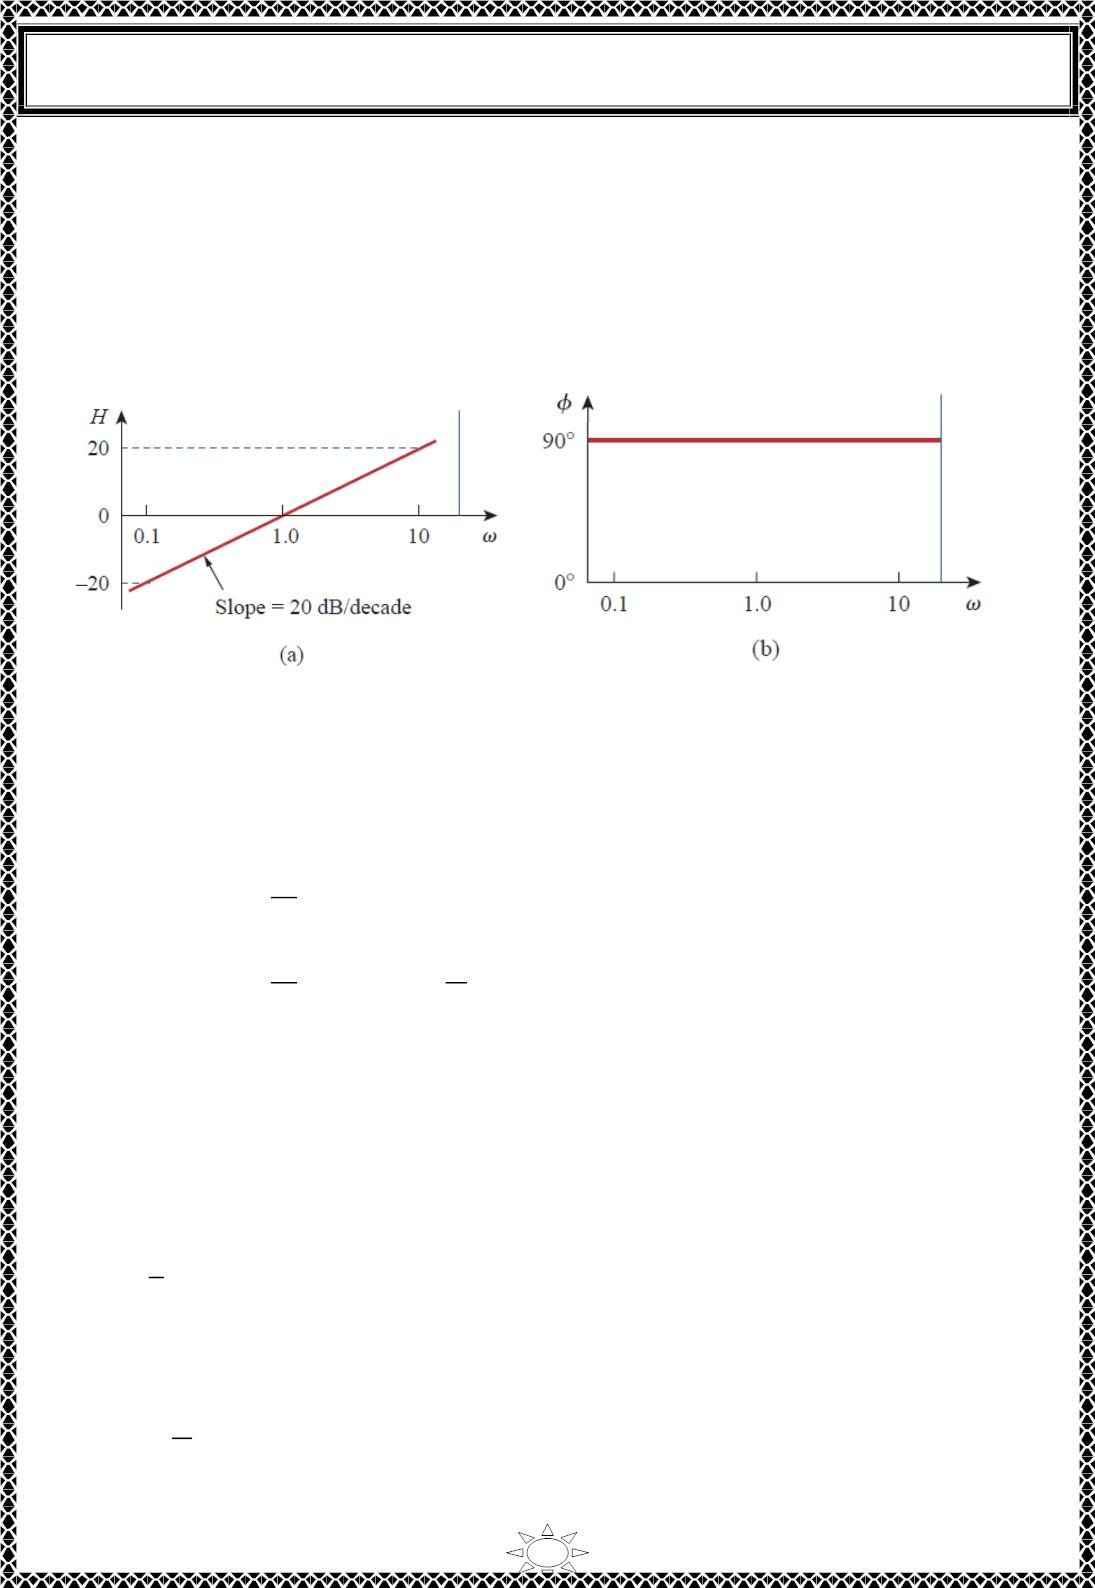 H
20
0
0.1 1.0 10 ω
–20
Slope = 20 dB/decade
(a)
ϕ
90°
0°
0.1 1.0 10 ω
(b)